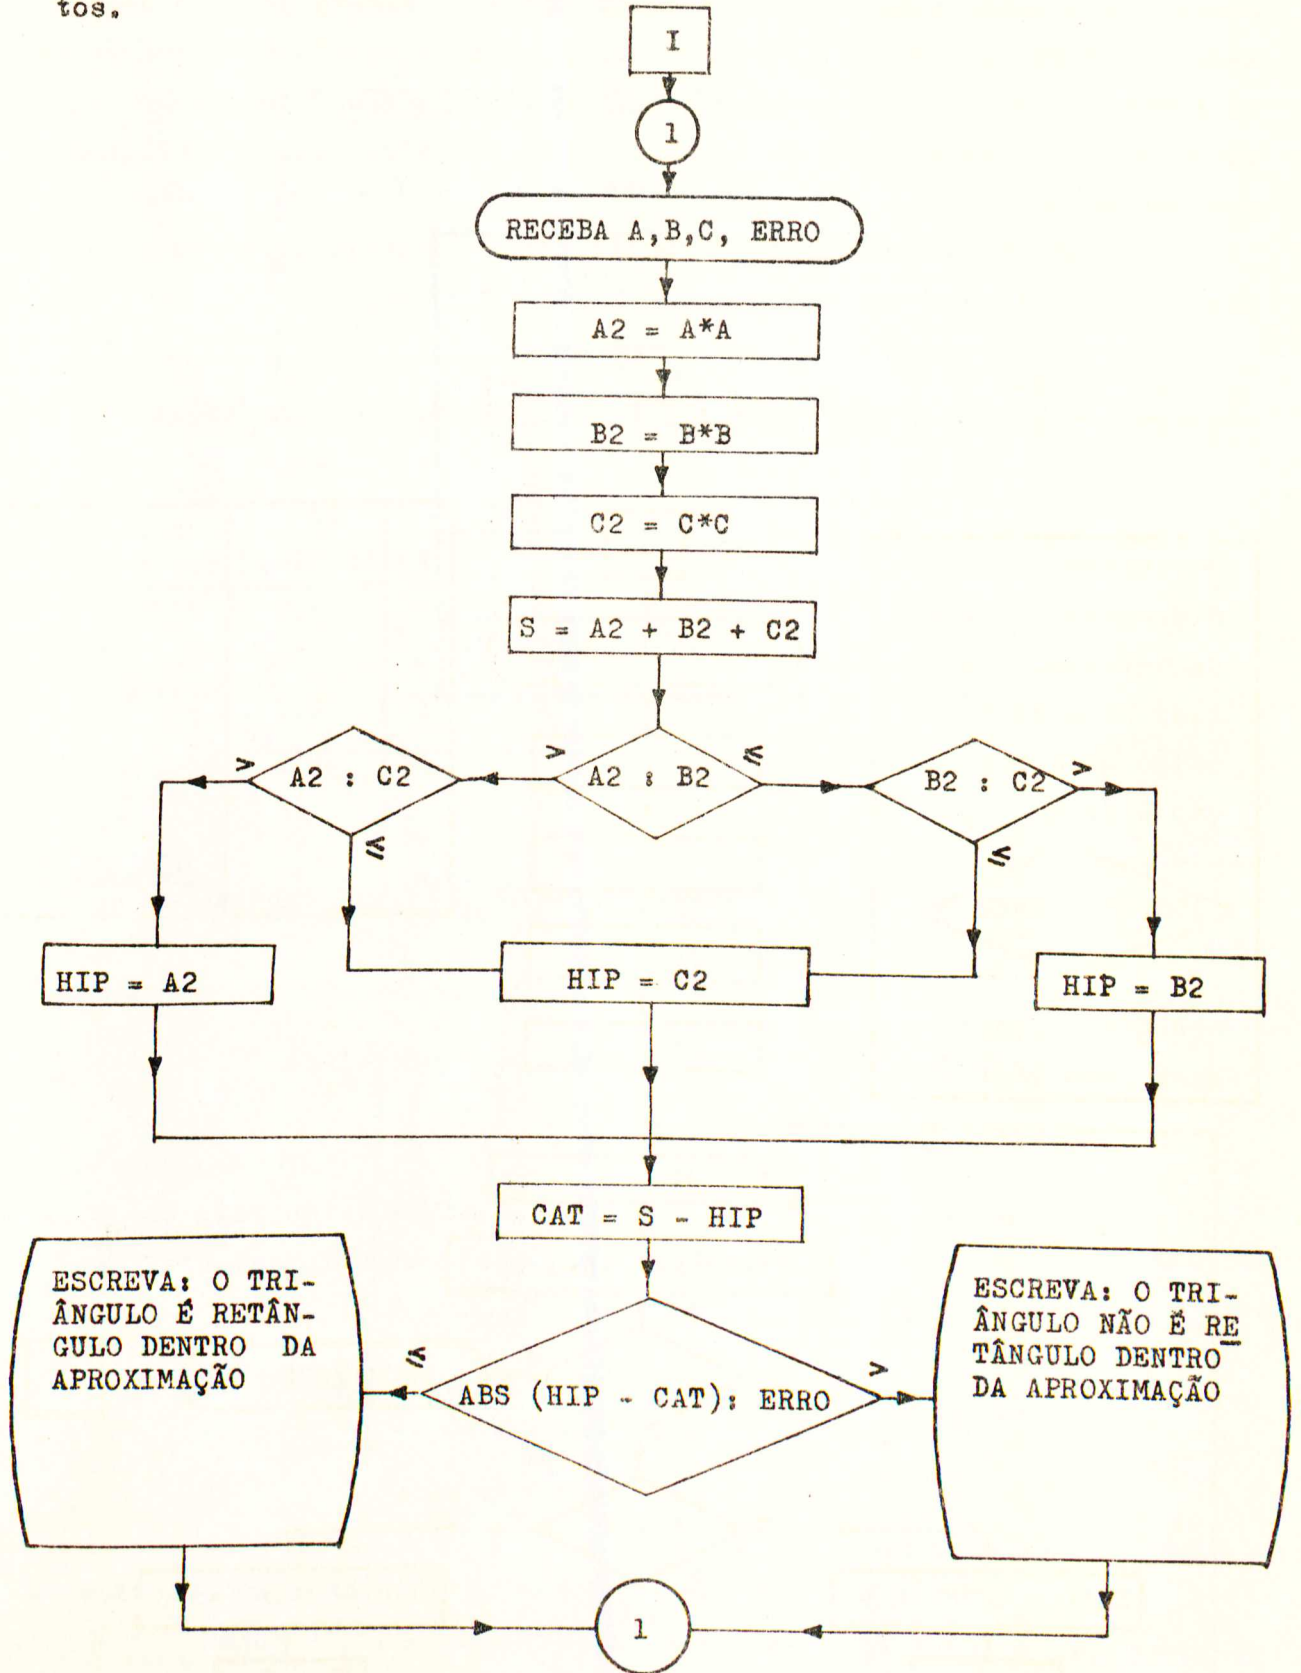 tos.
I
1
RECEBA A,B,C, ERRO
A2 = A*A
B2 = B*B
C2 = C*C
S = A2 + B2 + C2
>
A2 : C2
≤
>
A2 : B2
≤
B2 : C2
>
≤
HIP = A2
HIP = C2
HIP = B2
CAT = S - HIP
ESCREVA: O TRI-
ÂNGULO É RETÂN-
GULO DENTRO DA
APROXIMAÇÃO
≤
ABS (HIP - CAT): ERRO
>
ESCREVA: O TRI-
ÂNGULO NÃO É RE
TÂNGULO DENTRO
DA APROXIMAÇÃO
1